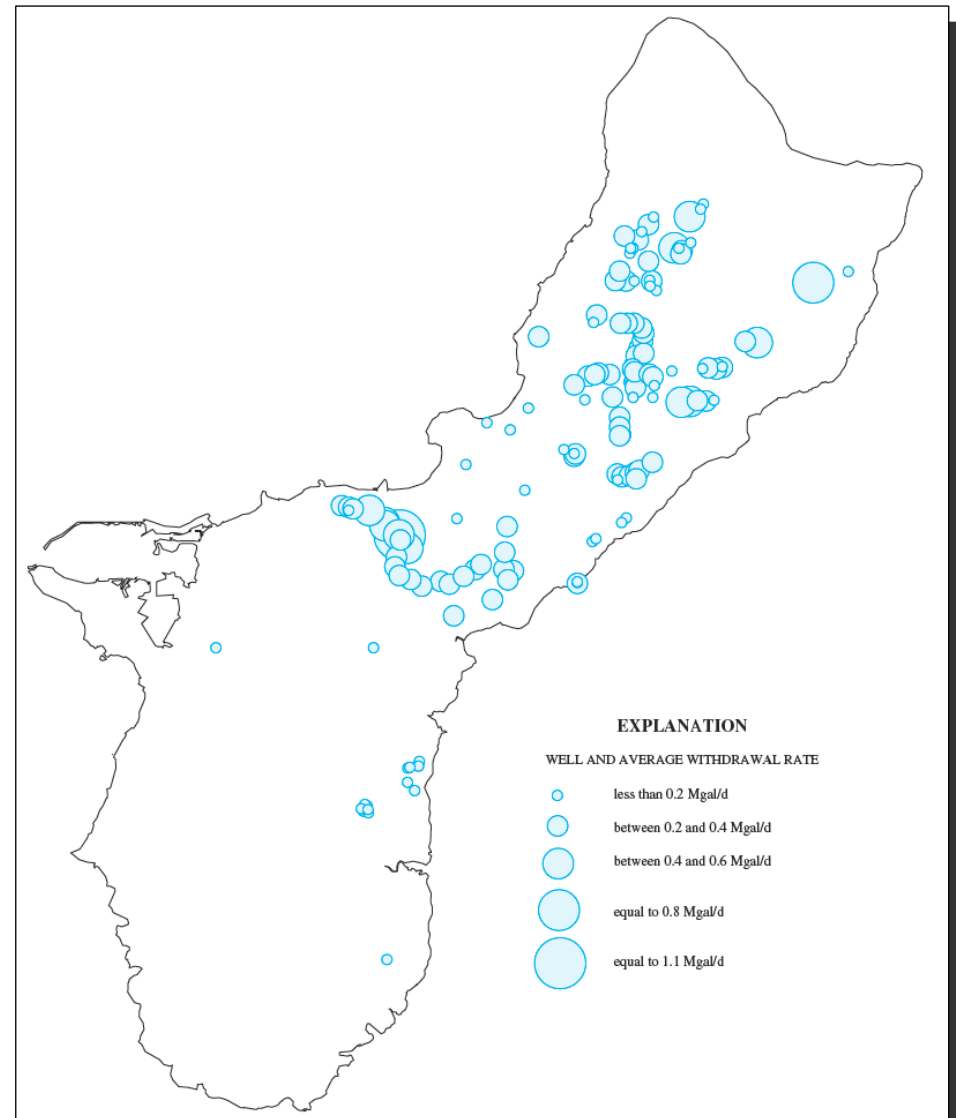 EXPLANATION
WELL AND AVERAGE WITHDRAWAL RATE
less than 0.2 Mgal/d
between 0.2 and 0.4 Mgal/d
between 0.4 and 0.6 Mgal/d
equal to 0.8 Mgal/d
equal to 1.1 Mgal/d